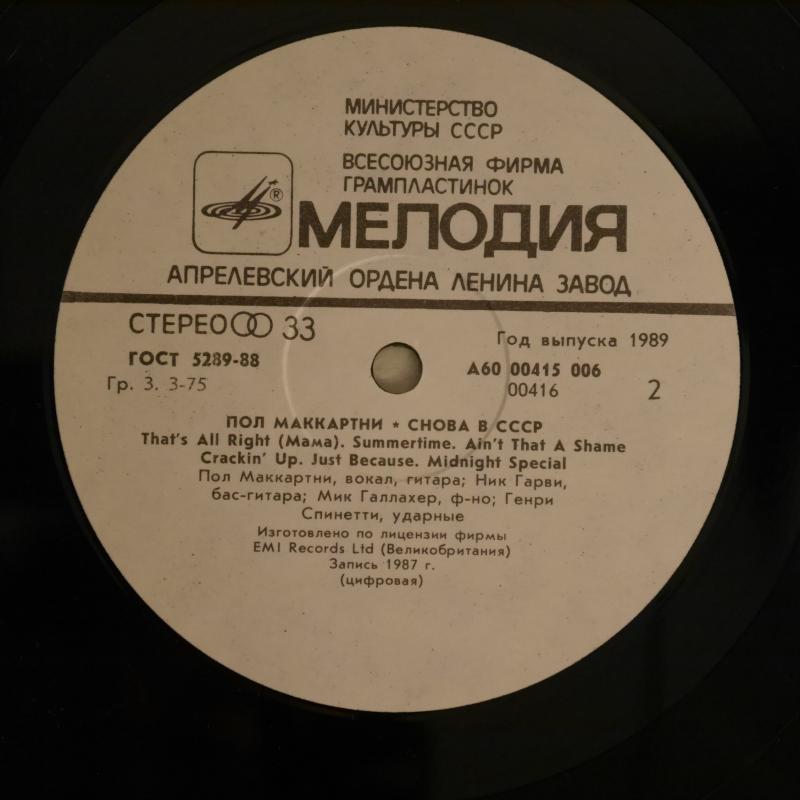 МИНИСТЕРСТВО
КУЛЬТУРЫ СССР
ВСЕСОЮЗНАЯ ФИРМА
ГРАМПЛАСТИНОК
®
МЕЛОДИЯ
АПРЕЛЕВСКИЙ ОРДЕНА ЛЕНИНА ЗАВОД
СТЕРЕО 33
ГОСТ 5289-88
Гр. 3. 3-75
Год выпуска 1989
А60 00415 006
00416
2
ПОЛ МАККАРТНИ ★ СНОВА В СССР
That's All Right (Мама). Summertime. Ain't That A Shame
Crackin' Up. Just Because. Midnight Special
Пол Маккартни, вокал, гитара; Ник Гарви,
бас-гитара; Мик Галлахер, ф-но; Генри
Спинетти, ударные
Изготовлено по лицензии фирмы
EMI Records Ltd (Великобритания)
Запись 1987 г.
(цифровая)